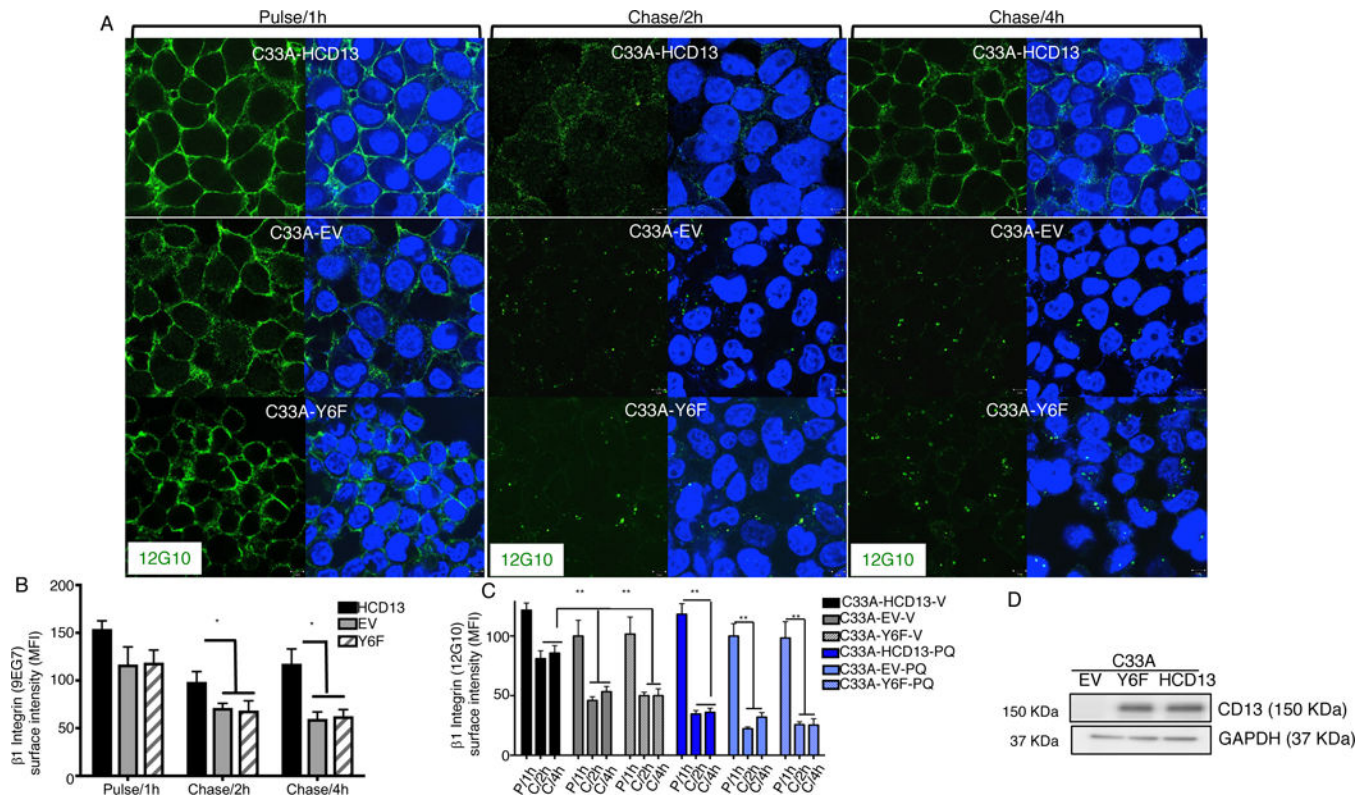 A
Pulse/1h
Chase/2h
Chase/4h
C33A-HCD13
C33A-HCD13
C33A-HCD13
C33A-EV
C33A-EV
C33A-EV
C33A-Y6F
C33A-Y6F
C33A-Y6F
12G10
12G10
12G10
B
200
150
100
50
0
β1 Integrin (9EG7)
surface intensity (MFI)
HCD13
EV
Y6F
*
*
Pulse/1h
Chase/2h
Chase/4h
C
100
50
0
β1 Integrin (12G10)
surface intensity (MFI)
**
**
**
**
**
C33A-HCD13-V
C33A-EV-V
C33A-Y6F-V
C33A-HCD13-PQ
C33A-EV-PQ
C33A-Y6F-PQ
P/1h
C/2h
C/4h
P/1h
C/2h
C/4h
P/1h
C/2h
C/4h
P/1h
C/2h
C/4h
P/1h
C/2h
C/4h
P/1h
C/2h
C/4h
D
C33A
EV Y6F HCD13
150 KDa
CD13 (150 KDa)
37 KDa
GAPDH (37 KDa)